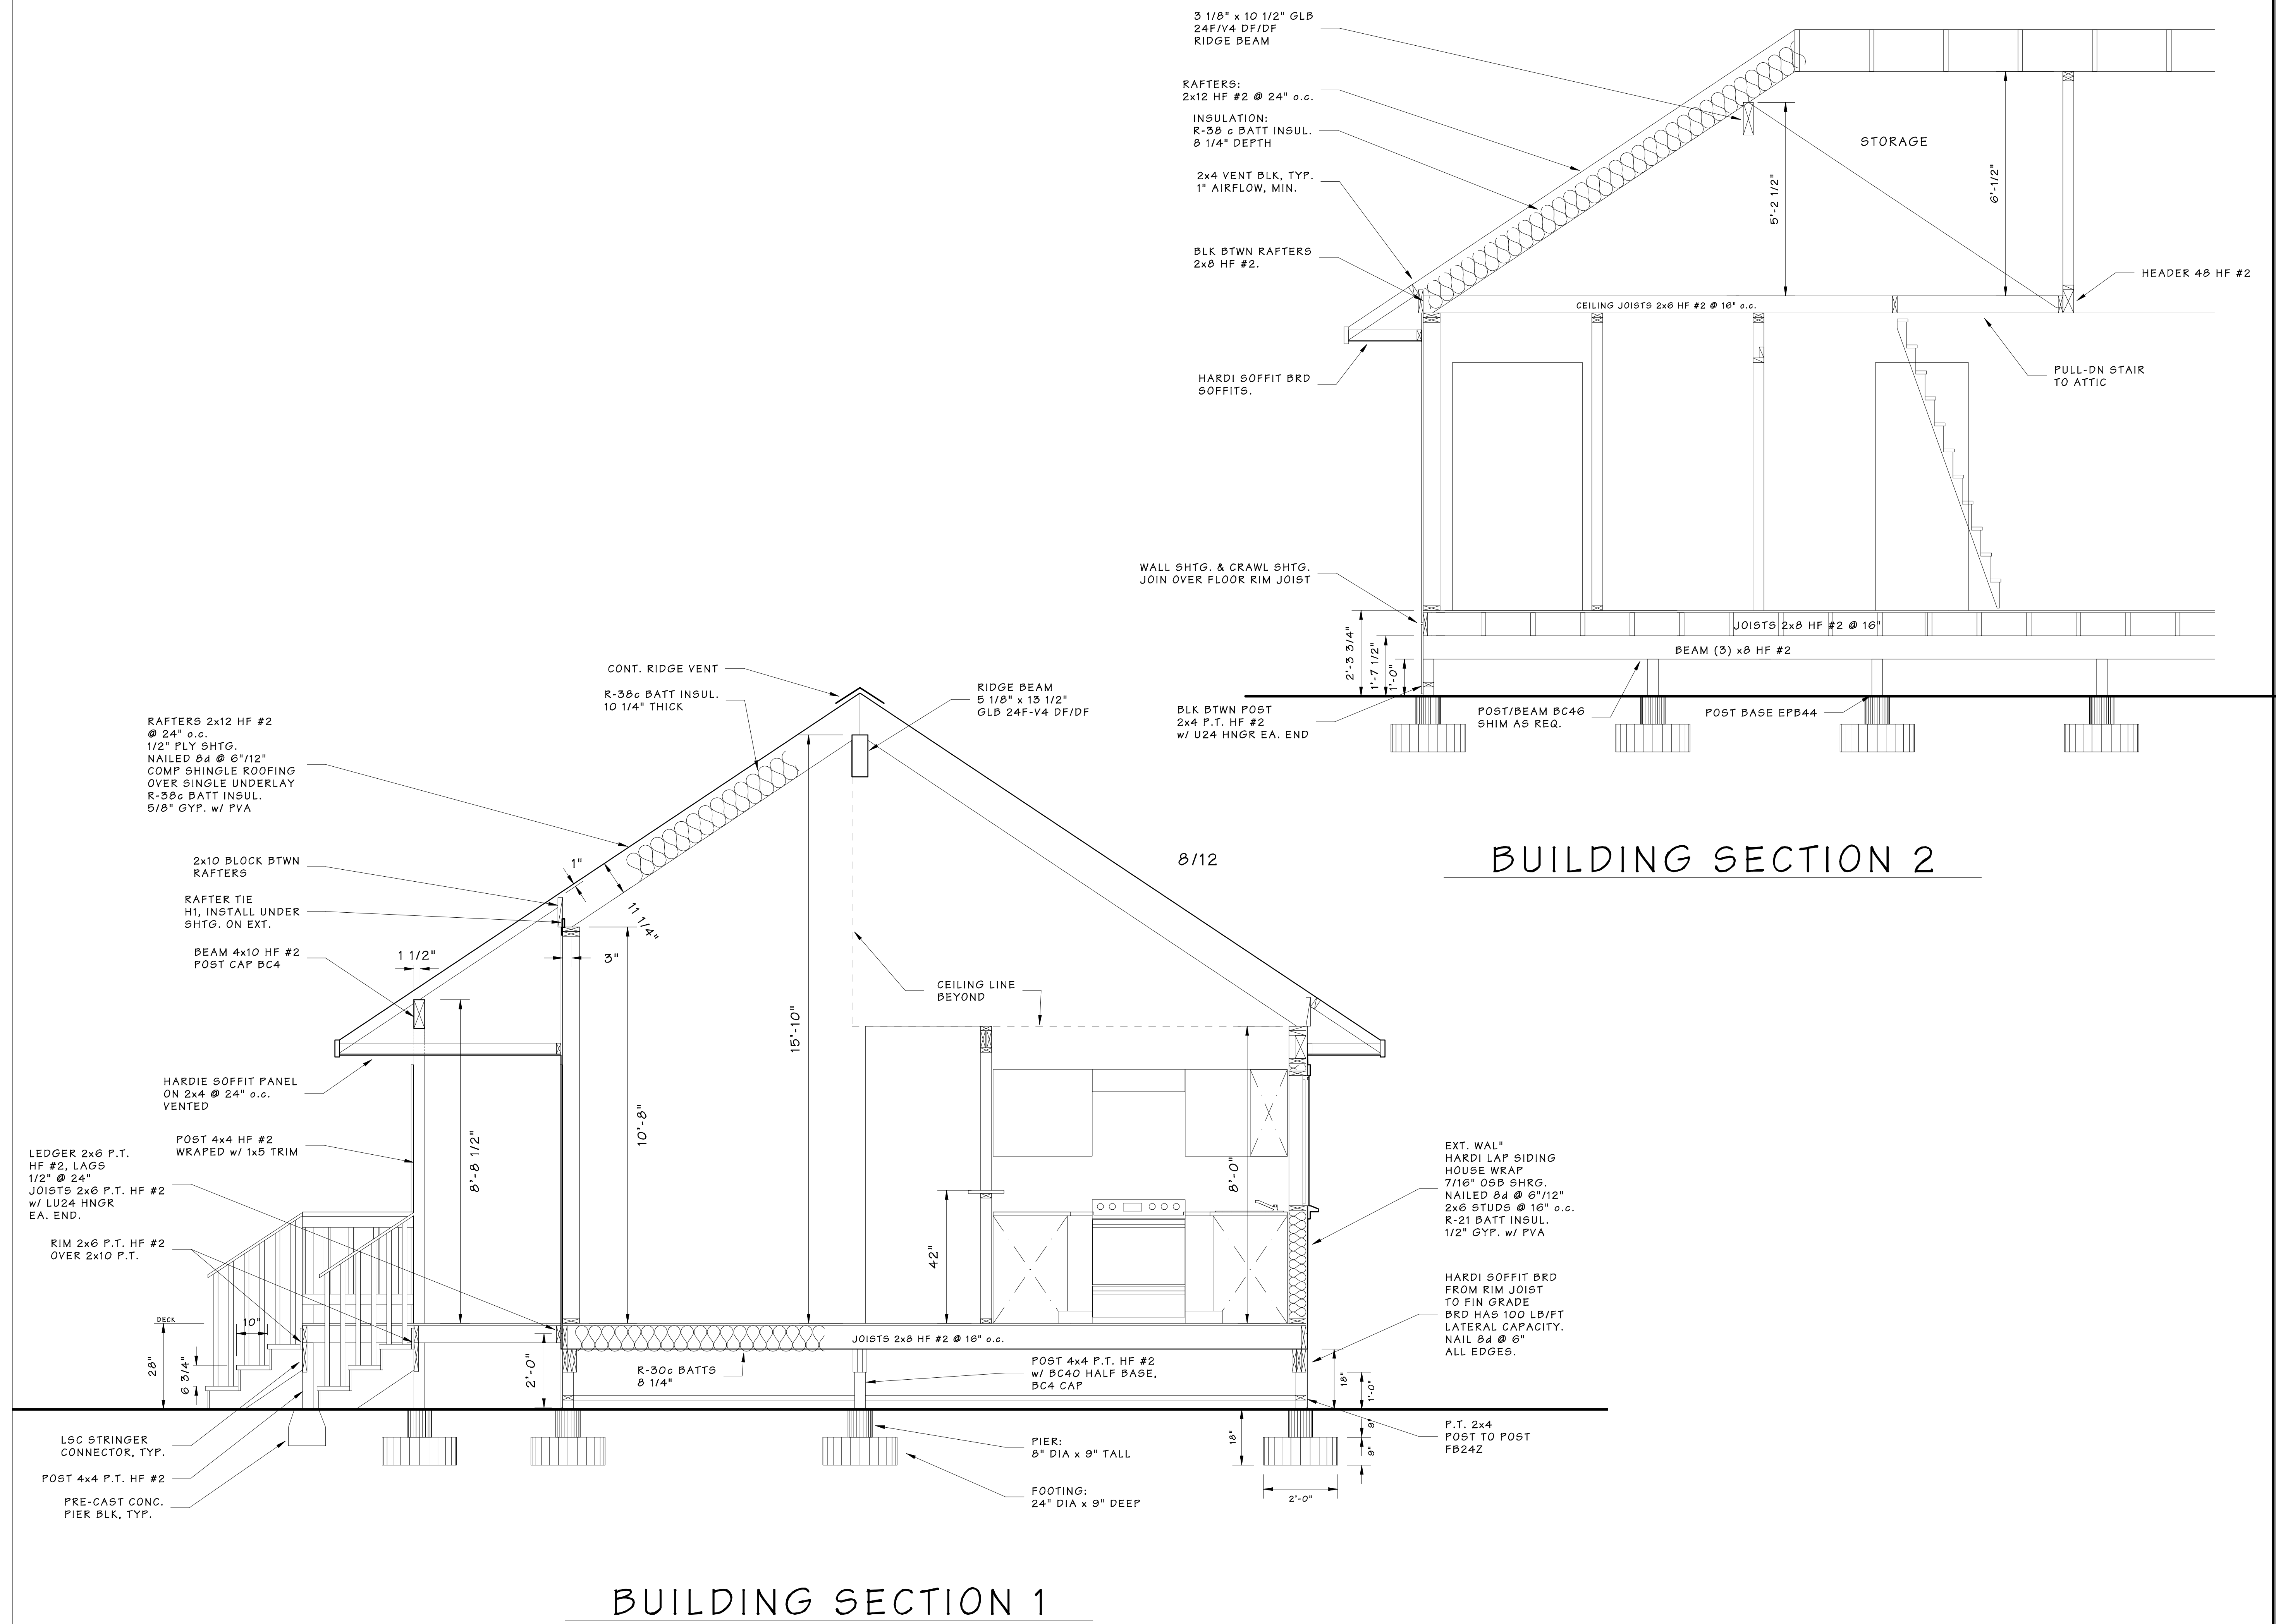 3 1/8" x 10 1/2" GLB
24F/V4 DF/DF
RIDGE BEAM
RAFTERS:
2x12 HF #2 @ 24" o.c.
INSULATION:
R-38 c BATT INSUL.
8 1/4" DEPTH
2x4 VENT BLK, TYP.
1" AIRFLOW, MIN.
BLK BTWN RAFTERS
2x8 HF #2.
HARDI SOFFIT BRD
SOFFITS.
STORAGE
5'-2 1/2"
6'-1/2"
HEADER 48 HF #2
CEILING JOISTS 2x6 HF #2 @ 16" o.c.
PULL-DN STAIR
TO ATTIC
WALL SHTG. & CRAWL SHTG.
JOIN OVER FLOOR RIM JOIST
JOISTS 2x8 HF #2 @ 16"
BEAM (3) x8 HF #2
2'-3 3/4"
1'-7 1/2"
1'-0"
BLK BTWN POST
2x4 P.T. HF #2
w/ U24 HNGR EA. END
POST/BEAM BC46
SHIM AS REQ.
POST BASE EPB44
BUILDING SECTION 2
CONT. RIDGE VENT
R-38c BATT INSUL.
10 1/4" THICK
RIDGE BEAM
5 1/8" x 13 1/2"
GLB 24F-V4 DF/DF
RAFTERS 2x12 HF #2
@ 24" o.c.
1/2" PLY SHTG.
NAILED 8d @ 6"/12"
COMP SHINGLE ROOFING
OVER SINGLE UNDERLAY
R-38c BATT INSUL.
5/8" GYP. w/ PVA
8/12
2x10 BLOCK BTWN
RAFTERS
1"
11 1/4"
RAFTER TIE
H1, INSTALL UNDER
SHTG. ON EXT.
BEAM 4x10 HF #2
POST CAP BC4
1 1/2"
3"
CEILING LINE
BEYOND
15'-10"
10'-8"
8'-8 1/2"
8'-0"
42"
HARDIE SOFFIT PANEL
ON 2x4 @ 24" o.c.
VENTED
POST 4x4 HF #2
WRAPED w/ 1x5 TRIM
LEDGER 2x6 P.T.
HF #2, LAGS
1/2" @ 24"
JOISTS 2x6 P.T. HF #2
w/ LU24 HNGR
EA. END.
RIM 2x6 P.T. HF #2
OVER 2x10 P.T.
EXT. WAL"
HARDI LAP SIDING
HOUSE WRAP
7/16" OSB SHRG.
NAILED 8d @ 6"/12"
2x6 STUDS @ 16" o.c.
R-21 BATT INSUL.
1/2" GYP. w/ PVA
HARDI SOFFIT BRD
FROM RIM JOIST
TO FIN GRADE
BRD HAS 100 LB/FT
LATERAL CAPACITY.
NAIL 8d @ 6"
ALL EDGES.
DECK
10"
28"
6 3/4"
2'-0"
JOISTS 2x8 HF #2 @ 16" o.c.
R-30c BATTS
8 1/4"
POST 4x4 P.T. HF #2
w/ BC40 HALF BASE,
BC4 CAP
18"
1'-0"
P.T. 2x4
POST TO POST
FB24Z
LSC STRINGER
CONNECTOR, TYP.
POST 4x4 P.T. HF #2
PRE-CAST CONC.
PIER BLK, TYP.
PIER:
8" DIA x 9" TALL
FOOTING:
24" DIA x 9" DEEP
18"
9"
9"
2'-0"
BUILDING SECTION 1